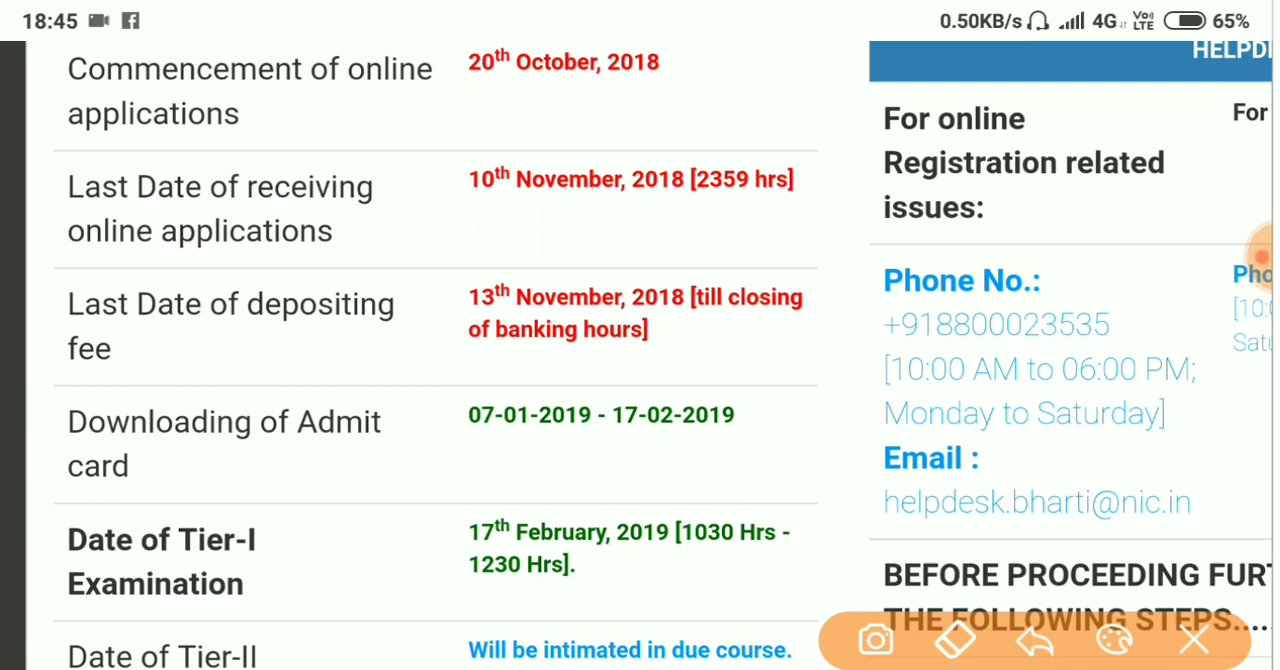 18:45
0.50KB/s 4G VoLTE 65%
Commencement of online
applications
20th October, 2018
Last Date of receiving
online applications
10th November, 2018 [2359 hrs]
Last Date of depositing
fee
13th November, 2018 [till closing
of banking hours]
Downloading of Admit
card
07-01-2019 - 17-02-2019
Date of Tier-I
Examination
17th February, 2019 [1030 Hrs -
1230 Hrs].
Date of Tier-II
Will be intimated in due course.
For online
Registration related
issues:
For
Phone No.:
+918800023535
[10:00 AM to 06:00 PM;
Monday to Saturday]
Email :
helpdesk.bharti@nic.in
BEFORE PROCEEDING
THE FOLLOWING STEPS....